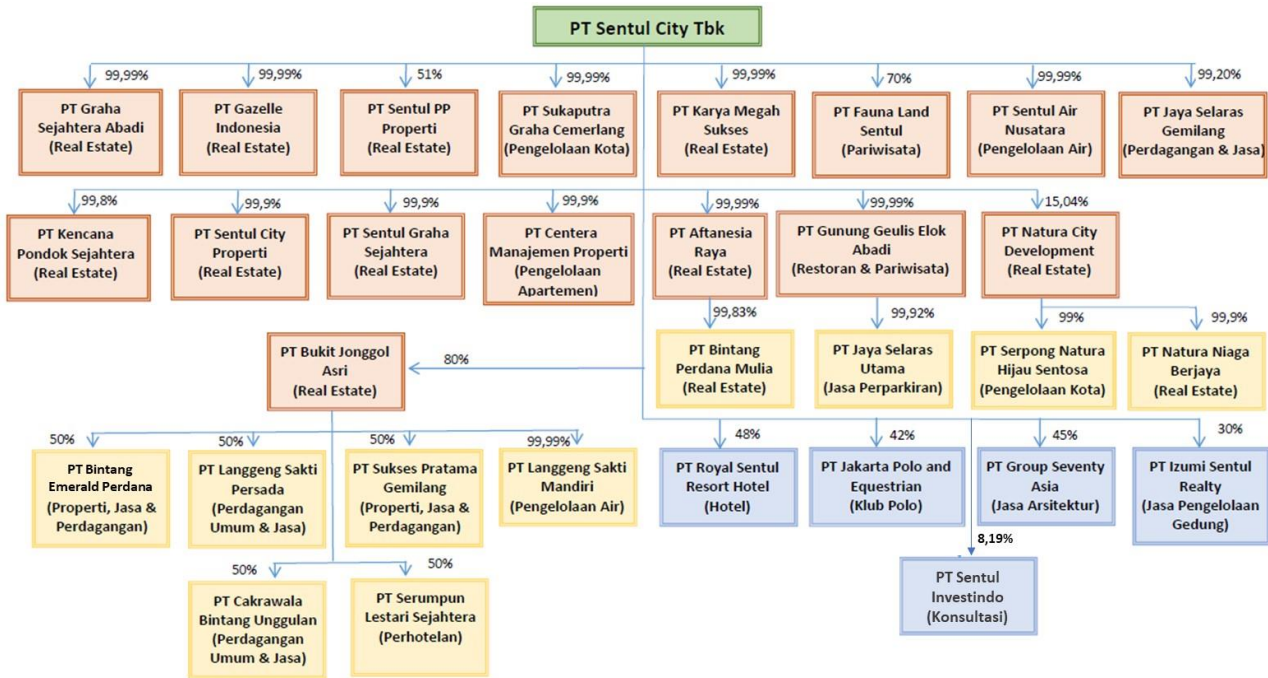 PT Sentul City Tbk
99,99%
99,99%
51%
99,99%
99,99%
70%
99,99%
99,20%
PT Graha
Sejahtera Abadi
(Real Estate)
PT Gazelle
Indonesia
(Real Estate)
PT Sentul PP
Properti
(Real Estate)
PT Sukaputra
Graha Cemerlang
(Pengelolaan Kota)
PT Karya Megah
Sukses
(Real Estate)
PT Fauna Land
Sentul
(Pariwisata)
PT Sentul Air
Nusatara
(Pengelolaan Air)
PT Jaya Selaras
Gemilang
(Perdagangan & Jasa)
99,8%
99,9%
99,9%
99,9%
99,99%
99,99%
15,04%
PT Kencana
Pondok Sejahtera
(Real Estate)
PT Sentul City
Properti
(Real Estate)
PT Sentul Graha
Sejahtera
(Real Estate)
PT Centera
Manajemen Properti
(Pengelolaan
Apartemen)
PT Aftanesia
Raya
(Real Estate)
PT Gunung Geulis Elok
Abadi
(Restoran & Pariwisata)
PT Natura City
Development
(Real Estate)
99,83%
99,92%
99%
99,9%
PT Bukit Jonggol
Asri
(Real Estate)
80%
PT Bintang
Perdana Mulia
(Real Estate)
PT Jaya Selaras
Utama
(Jasa Perparkiran)
PT Serpong Natura
Hijau Sentosa
(Pengelolaan Kota)
PT Natura Niaga
Berjaya
(Real Estate)
50%
50%
50%
99,99%
48%
42%
45%
30%
PT Bintang
Emerald Perdana
(Properti, Jasa &
Perdagangan)
PT Langgeng Sakti
Persada
(Perdagangan
Umum & Jasa)
PT Sukses Pratama
Gemilang
(Properti, Jasa &
Perdagangan)
PT Langgeng Sakti
Mandiri
(Pengelolaan Air)
PT Royal Sentul
Resort Hotel
(Hotel)
PT Jakarta Polo and
Equestrian
(Klub Polo)
PT Group Seventy
Asia
(Jasa Arsitektur)
PT Izumi Sentul
Realty
(Jasa Pengelolaan
Gedung)
8,19%
50%
50%
PT Cakrawala
Bintang Unggulan
(Perdagangan
Umum & Jasa)
PT Serumpun
Lestari Sejahtera
(Perhotelan)
PT Sentul
Investindo
(Konsultasi)